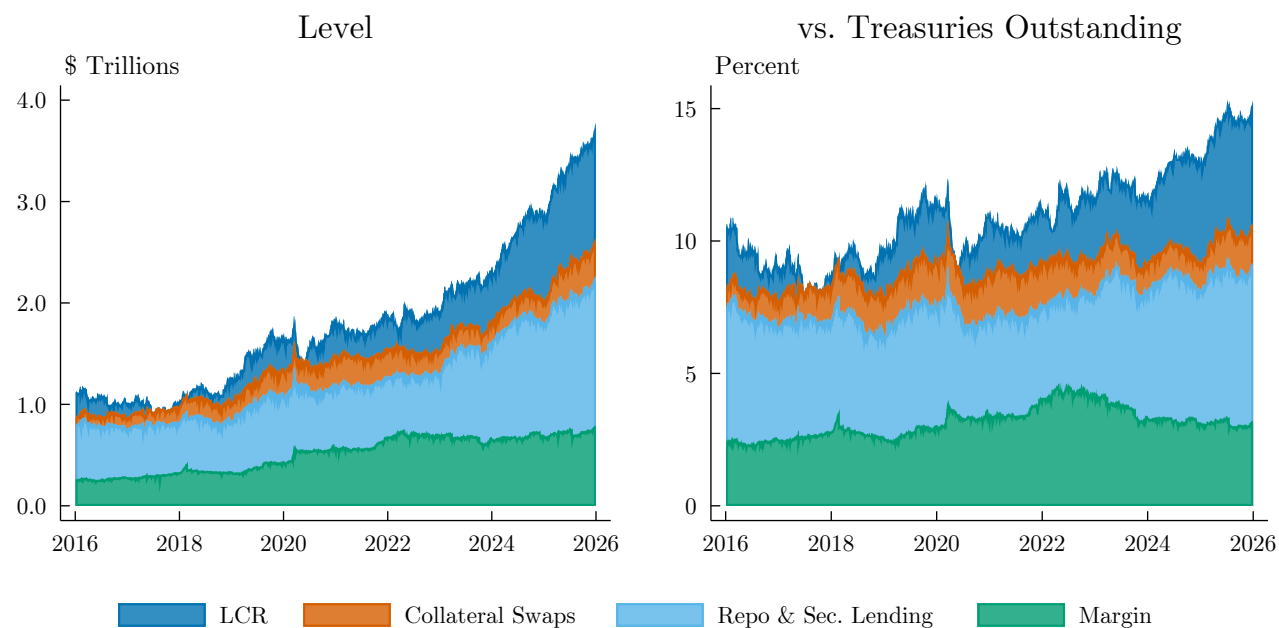 Level
$ Trillions
4.0
3.0
2.0
1.0
0.0
2016 2018 2020 2022 2024 2026
vs. Treasuries Outstanding
Percent
15
10
5
0
2016 2018 2020 2022 2024 2026
LCR Collateral Swaps Repo & Sec. Lending Margin